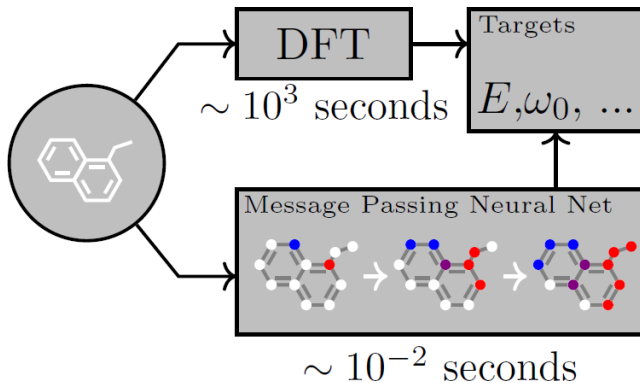 DFT
Targets
E,ω₀, ...
~ 10³ seconds
Message Passing Neural Net
~ 10⁻² seconds